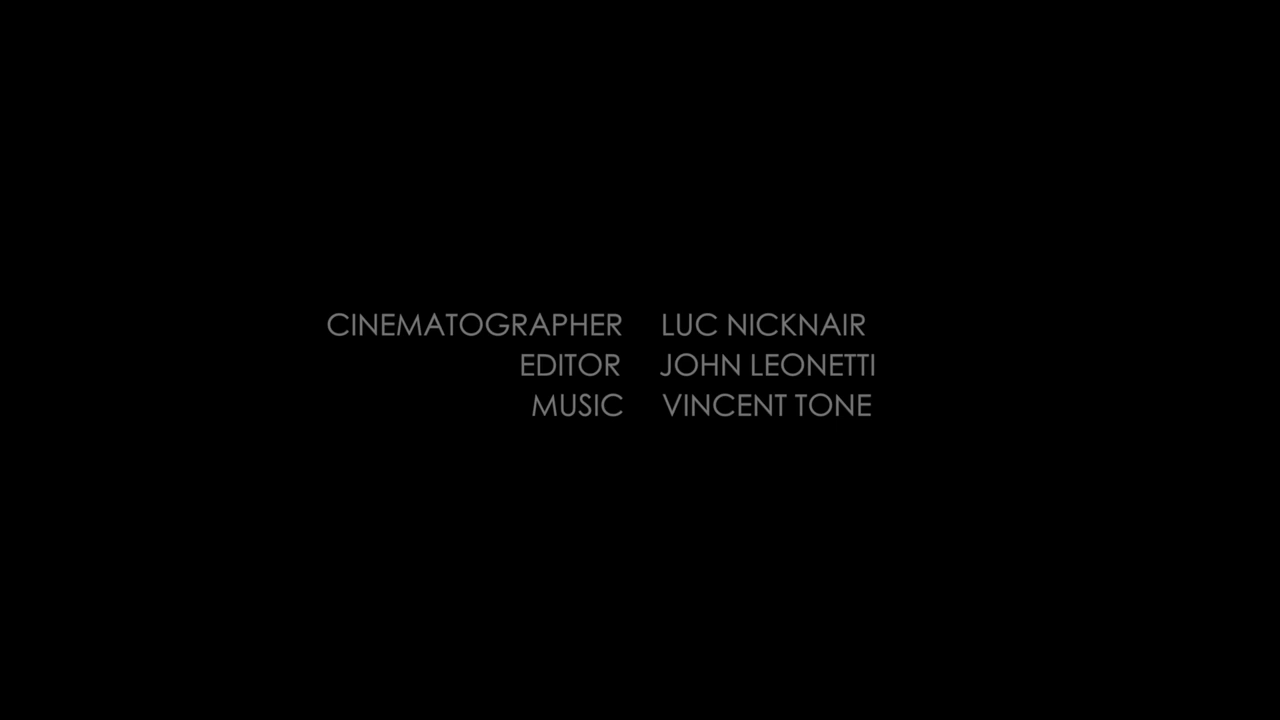 CINEMATOGRAPHER LUC NICKNAIR
EDITOR JOHN LEONETTI
MUSIC VINCENT TONE